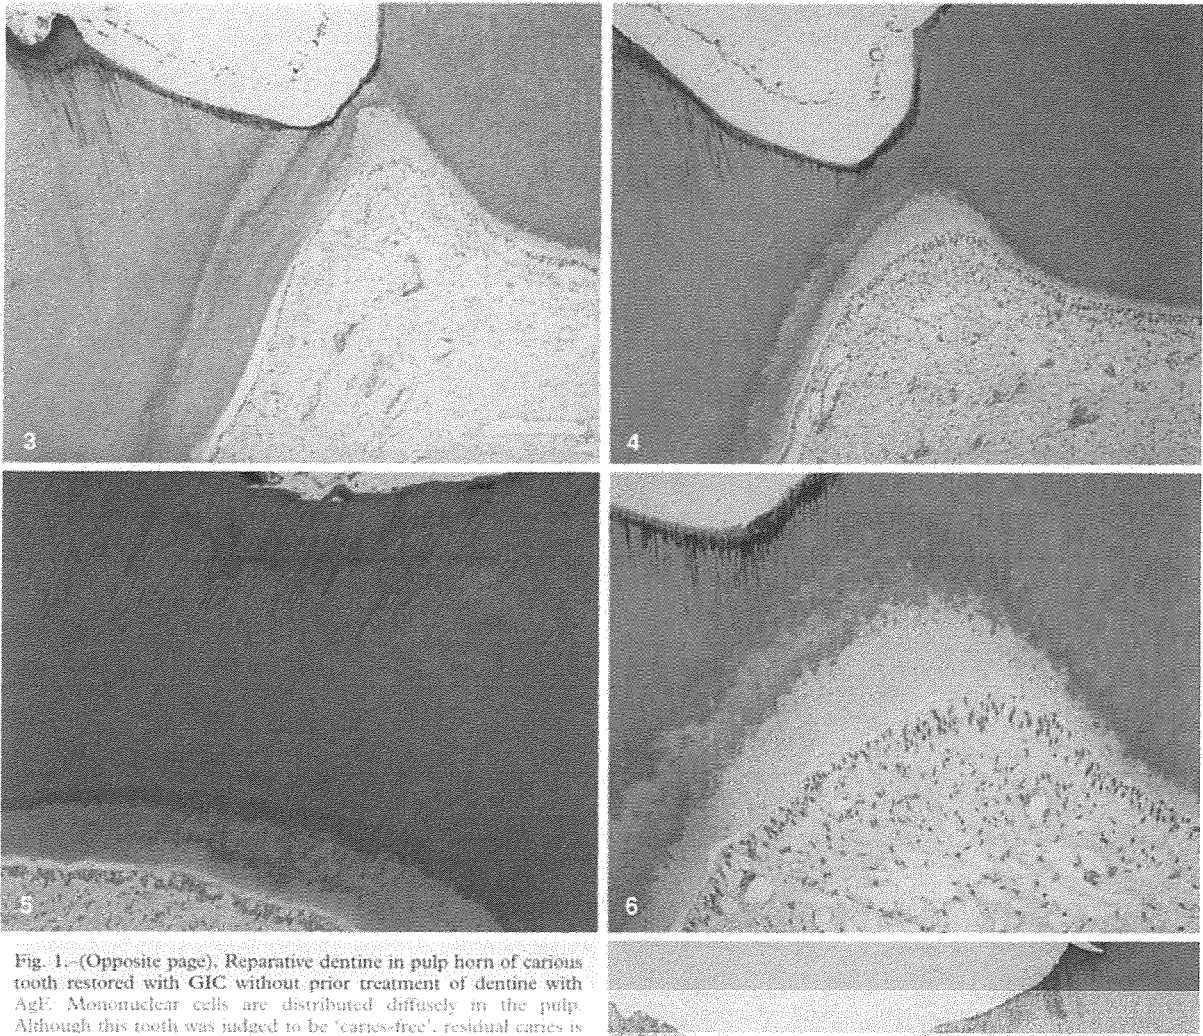 3
4
5
6
Fig. 1.–(Opposite page). Reparative dentine in pulp horn of carious
tooth restored with GIC without prior treatment of dentine with
AgF. Mononuclear cells are distributed diffusely in the pulp.
Although this tooth was judged to be 'caries-free', residual caries is